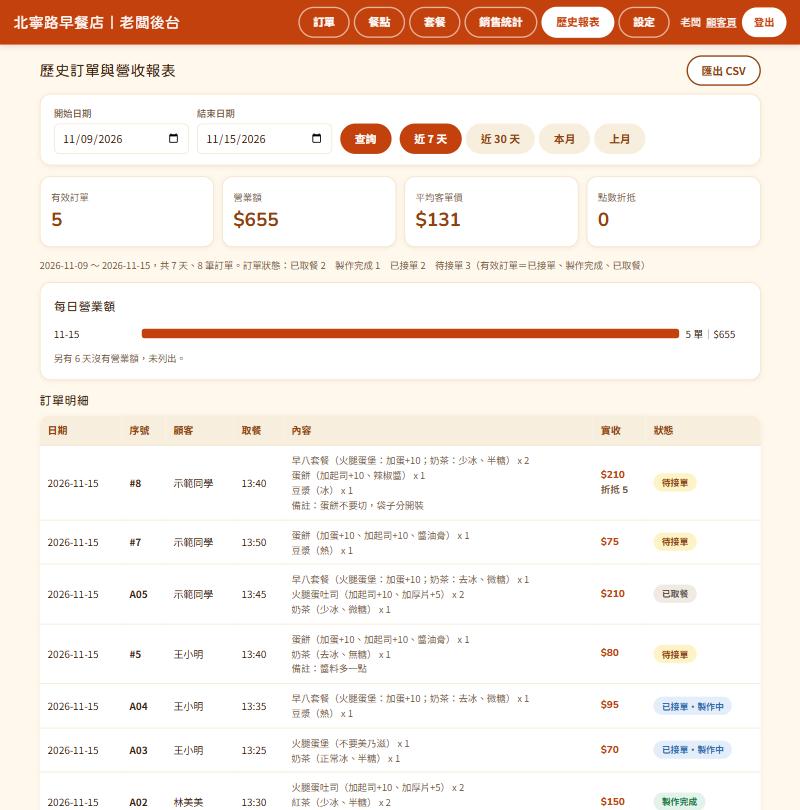 北寧路早餐店｜老闆後台
訂單 餐點 套餐 銷售統計 歷史報表 設定 老闆 顧客頁 登出
歷史訂單與營收報表
匯出 CSV
開始日期 結束日期
11/09/2026 11/15/2026 查詢 近 7 天 近 30 天 本月 上月
有效訂單 營業額 平均客單價 點數折抵
5 $655 $131 0
2026-11-09 ～ 2026-11-15，共 7 天、8 筆訂單。訂單狀態：已取餐 2 製作完成 1 已接單 2 待接單 3（有效訂單＝已接單、製作完成、已取餐）
每日營業額
11-15 5 單｜$655
另有 6 天沒有營業額，未列出。
訂單明細
日期 序號 顧客 取餐 內容 實收 狀態
早八套餐（火腿蛋堡：加蛋+10；奶茶：少冰、半糖） x 2
蛋餅（加起司+10、辣椒醬） x 1
2026-11-15 #8 示範同學 13:40 $210 折抵 5 待接單
豆漿（冰） x 1
備註：蛋餅不要切，袋子分開裝
蛋餅（加蛋+10、加起司+10、醬油膏） x 1
2026-11-15 #7 示範同學 13:50 $75 待接單
豆漿（熱） x 1
早八套餐（火腿蛋堡：加蛋+10；奶茶：去冰、微糖） x 1
2026-11-15 A05 示範同學 13:45 火腿蛋吐司（加起司+10、加厚片+5） x 2 $210 已取餐
奶茶（少冰、微糖） x 1
蛋餅（加蛋+10、加起司+10、醬油膏） x 1
2026-11-15 #5 王小明 13:40 奶茶（去冰、無糖） x 1 $80 待接單
備註：醬料多一點
早八套餐（火腿蛋堡：加蛋+10；奶茶：去冰、微糖） x 1
2026-11-15 A04 王小明 13:35 $95 已接單・製作中
豆漿（熱） x 1
火腿蛋堡（不要美乃滋） x 1
2026-11-15 A03 王小明 13:25 $70 已接單・製作中
奶茶（正常冰、半糖） x 1
火腿蛋吐司（加起司+10、加厚片+5） x 2
2026-11-15 A02 林美美 13:30 紅茶（少冰、半糖） x 2 $150 製作完成